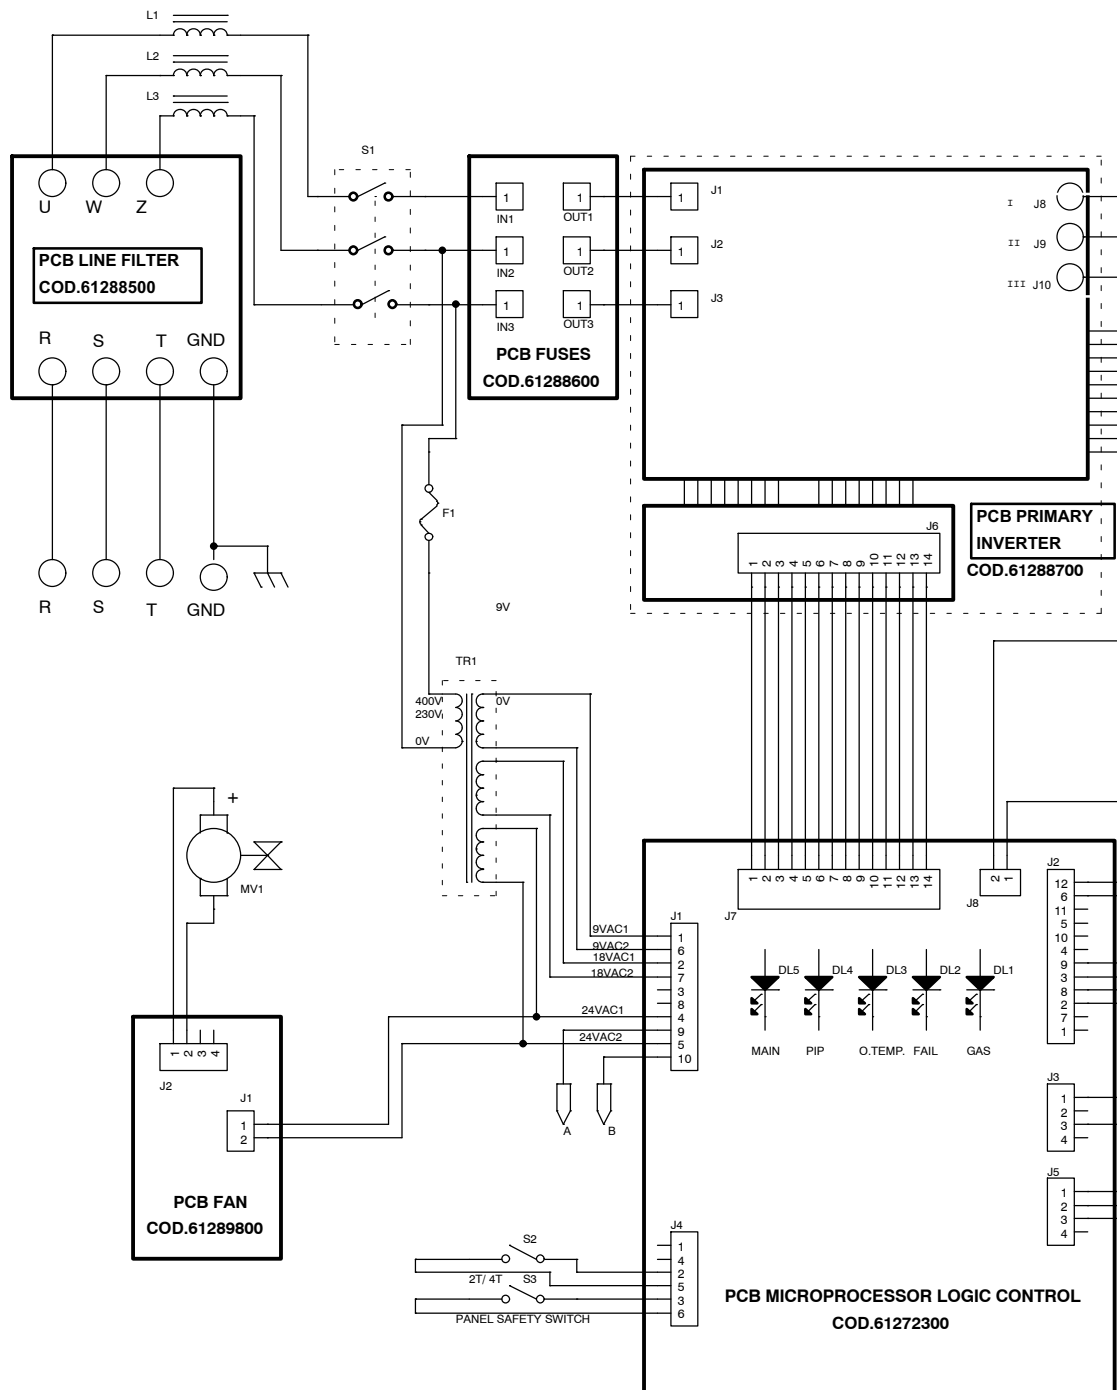 L1
L2
L3
U W Z
PCB LINE FILTER
COD.61288500
R S T GND
R S T GND
S1
1 1
IN1 OUT1
1 1
IN2 OUT2
1 1
IN3 OUT3
PCB FUSES
COD.61288600
1 J1
1 J2
1 J3
I J8
II J9
III J10
J6
1 2 3 4 5 6 7 8 9 10 11 12 13 14
PCB PRIMARY
INVERTER
COD.61288700
F1
9V
TR1
400V 0V
230V
0V
+
MV1
J2
1 2 3 4
J1
1
2
PCB FAN
COD.61289800
9VAC1
9VAC2
18VAC1
18VAC2
24VAC1
24VAC2
A B
J1
1
6
2
7
3
8
4
9
5
10
1 2 3 4 5 6 7 8 9 10 11 12 13 14
J7
2 1
J8
J2
12
6
11
5
10
4
9
3
8
2
7
1
DL5 DL4 DL3 DL2 DL1
MAIN PIP O.TEMP. FAIL GAS
J3
1
2
3
4
J5
1
2
3
4
J4
1
4
2
5
3
6
S2
2T/ 4T S3
PANEL SAFETY SWITCH
PCB MICROPROCESSOR LOGIC CONTROL
COD.61272300